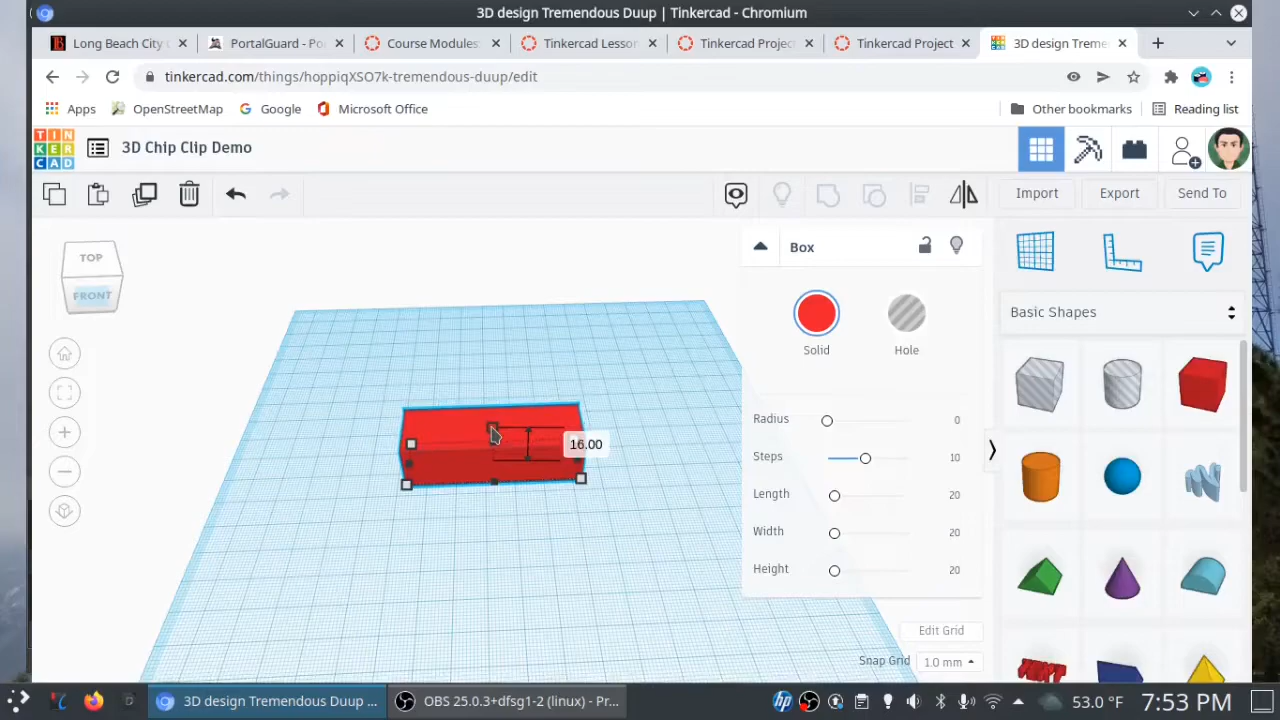 3D design Tremendous Duup | Tinkercad - Chromium
Long Beach City
PortalGuard - Po
Course Modules
Tinkercad Lesson
Tinkercad Project
Tinkercad Project
3D design Treme
tinkercad.com/things/hoppiqXSO7k-tremendous-duup/edit
Apps
OpenStreetMap
Google
Microsoft Office
Other bookmarks
Reading list
TIN
KER
CAD
3D Chip Clip Demo
Import
Export
Send To
TOP
FRONT
Box
Solid
Hole
Basic Shapes
Radius 0
Steps 10
Length 20
Width 20
Height 20
16.00
Edit Grid
Snap Grid 1.0 mm
3D design Tremendous Duup ...
OBS 25.0.3+dfsg1-2 (linux) - Pr...
53.0 °F
7:53 PM